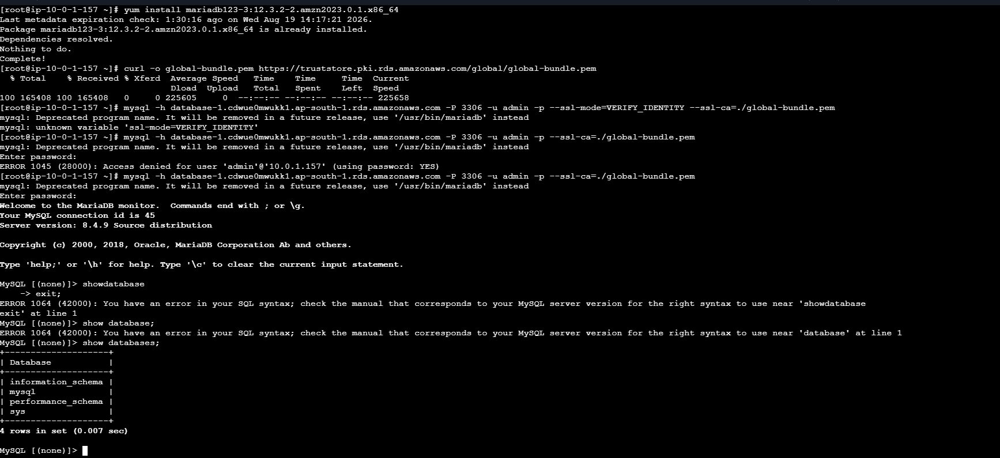 [root@ip-10-0-1-157 ~]# yum install mariadb123-3:12.3.2-2.amzn2023.0.1.x86_64
Last metadata expiration check: 1:30:16 ago on Wed Aug 19 14:17:21 2026.
Package mariadb123-3:12.3.2-2.amzn2023.0.1.x86_64 is already installed.
Dependencies resolved.
Nothing to do.
Complete!
[root@ip-10-0-1-157 ~]# curl -o global-bundle.pem https://truststore.pki.rds.amazonaws.com/global/global-bundle.pem
  % Total    % Received % Xferd  Average Speed   Time    Time     Time  Current
                                 Dload  Upload   Total   Spent    Left  Speed
100 165408 100 165408   0     0 225605     0  --:--:-- --:--:-- --:--:-- 225658
[root@ip-10-0-1-157 ~]# mysql -h database-1.cdwue0mwukk1.ap-south-1.rds.amazonaws.com -P 3306 -u admin -p --ssl-mode=VERIFY_IDENTITY --ssl-ca=./global-bundle.pem
mysql: Deprecated program name. It will be removed in a future release, use '/usr/bin/mariadb' instead
mysql: unknown variable 'ssl-mode=VERIFY_IDENTITY'
[root@ip-10-0-1-157 ~]# mysql -h database-1.cdwue0mwukk1.ap-south-1.rds.amazonaws.com -P 3306 -u admin -p --ssl-ca=./global-bundle.pem
mysql: Deprecated program name. It will be removed in a future release, use '/usr/bin/mariadb' instead
Enter password:
ERROR 1045 (28000): Access denied for user 'admin'@'10.0.1.157' (using password: YES)
[root@ip-10-0-1-157 ~]# mysql -h database-1.cdwue0mwukk1.ap-south-1.rds.amazonaws.com -P 3306 -u admin -p --ssl-ca=./global-bundle.pem
mysql: Deprecated program name. It will be removed in a future release, use '/usr/bin/mariadb' instead
Enter password:
Welcome to the MariaDB monitor.  Commands end with ; or \g.
Your MySQL connection id is 45
Server version: 8.4.9 Source distribution
Copyright (c) 2000, 2018, Oracle, MariaDB Corporation Ab and others.
Type 'help;' or '\h' for help. Type '\c' to clear the current input statement.
MySQL [(none)]> showdatabase
    -> exit;
ERROR 1064 (42000): You have an error in your SQL syntax; check the manual that corresponds to your MySQL server version for the right syntax to use near 'showdatabase
exit' at line 1
MySQL [(none)]> show database;
ERROR 1064 (42000): You have an error in your SQL syntax; check the manual that corresponds to your MySQL server version for the right syntax to use near 'database' at line 1
MySQL [(none)]> show databases;
+--------------------+
| Database           |
+--------------------+
| information_schema |
| mysql              |
| performance_schema |
| sys                |
+--------------------+
4 rows in set (0.007 sec)
MySQL [(none)]>